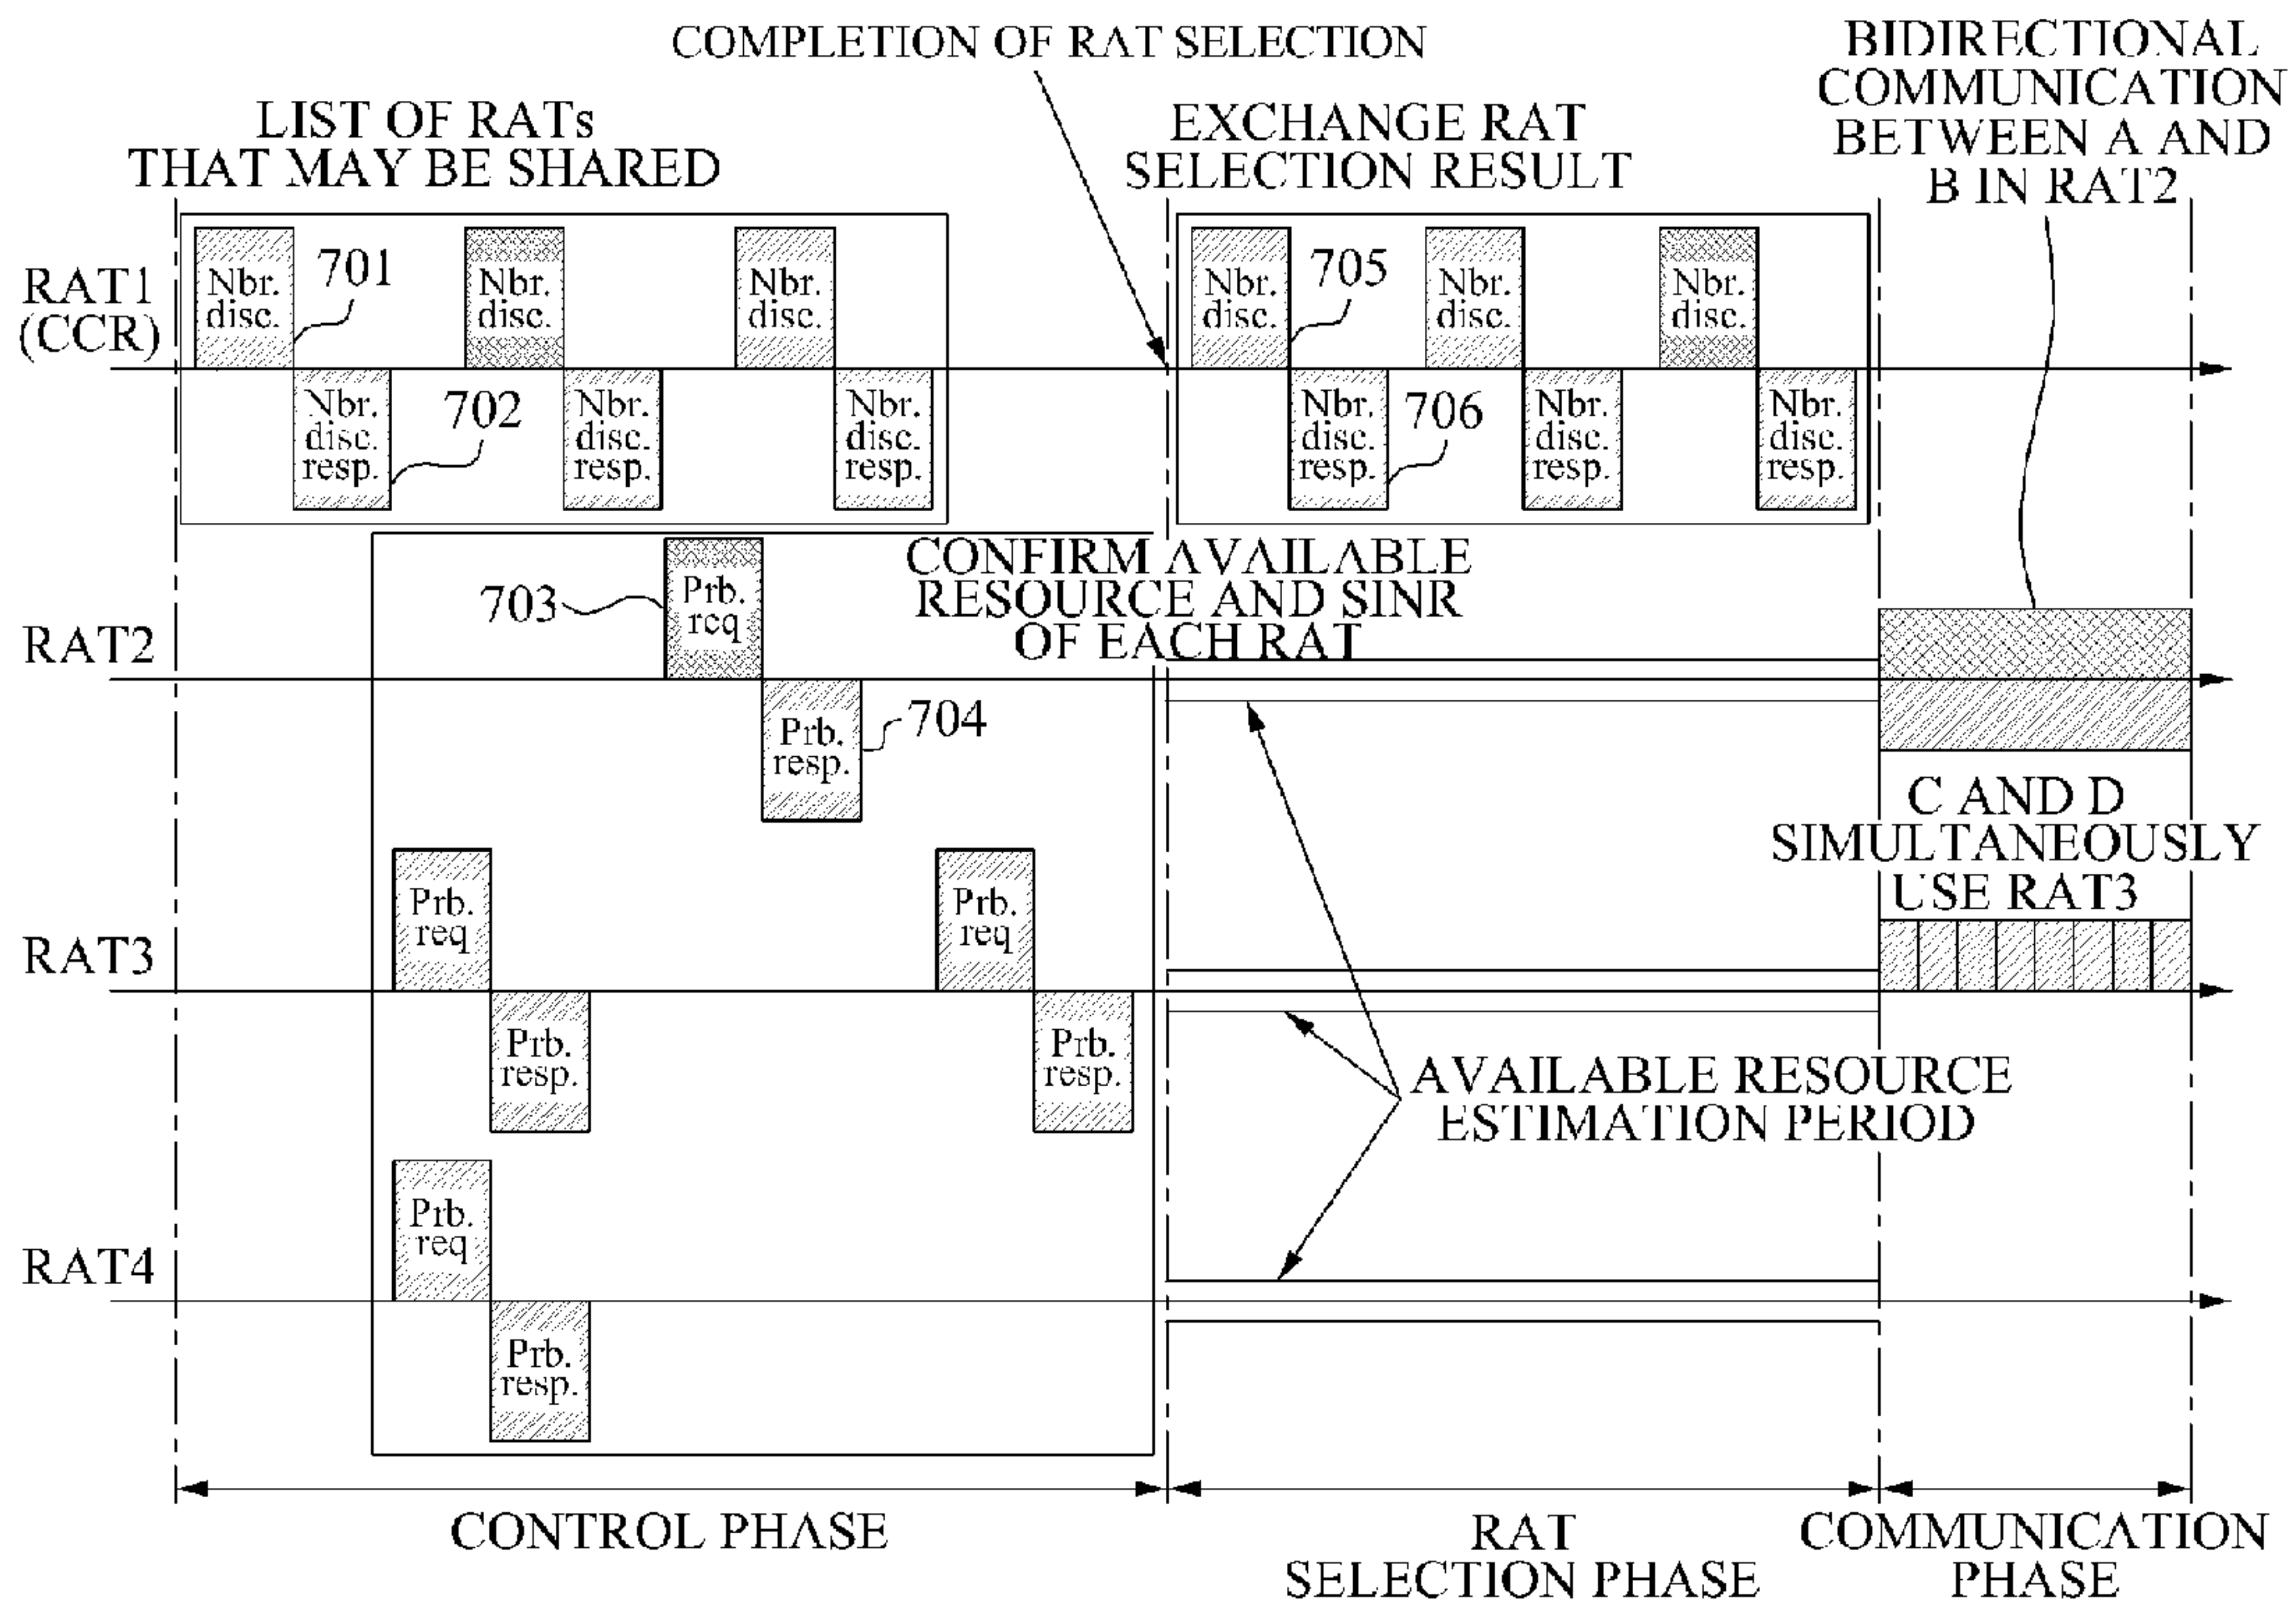 COMPLETION OF RAT SELECTION
BIDIRECTIONAL
COMMUNICATION
BETWEEN A AND
B IN RAT2
LIST OF RATs
THAT MAY BE SHARED
EXCHANGE RAT
SELECTION RESULT
RAT1
(CCR)
Nbr.
disc.
701
Nbr.
disc.
Nbr.
disc.
Nbr.
disc.
705
Nbr.
disc.
Nbr.
disc.
Nbr.
disc.
resp.
702
Nbr.
disc.
resp.
Nbr.
disc.
resp.
Nbr.
disc.
resp.
706
Nbr.
disc.
resp.
Nbr.
disc.
resp.
CONFIRM AVAILABLE
RESOURCE AND SINR
OF EACH RAT
RAT2
703
Prb.
req
Prb.
resp.
704
C AND D
SIMULTANEOUSLY
USE RAT3
RAT3
Prb.
req
Prb.
req
Prb.
resp.
Prb.
resp.
AVAILABLE RESOURCE
ESTIMATION PERIOD
RAT4
Prb.
req
Prb.
resp.
CONTROL PHASE
RAT
SELECTION PHASE
COMMUNICATION
PHASE